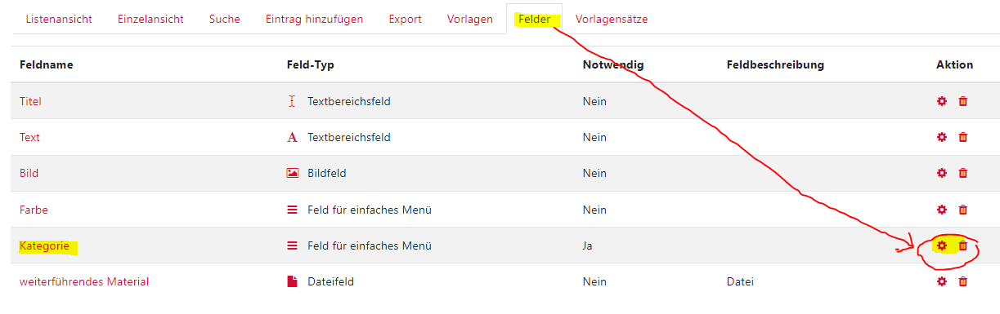 Listenansicht Einzelansicht Suche Eintrag hinzufügen Export Vorlagen Felder Vorlagensätze
Feldname Feld-Typ Notwendig Feldbeschreibung Aktion
Titel Textbereichsfeld Nein
Text Textbereichsfeld Nein
Bild Bildfeld Nein
Farbe Feld für einfaches Menü Nein
Kategorie Feld für einfaches Menü Ja
weiterführendes Material Dateifeld Nein Datei